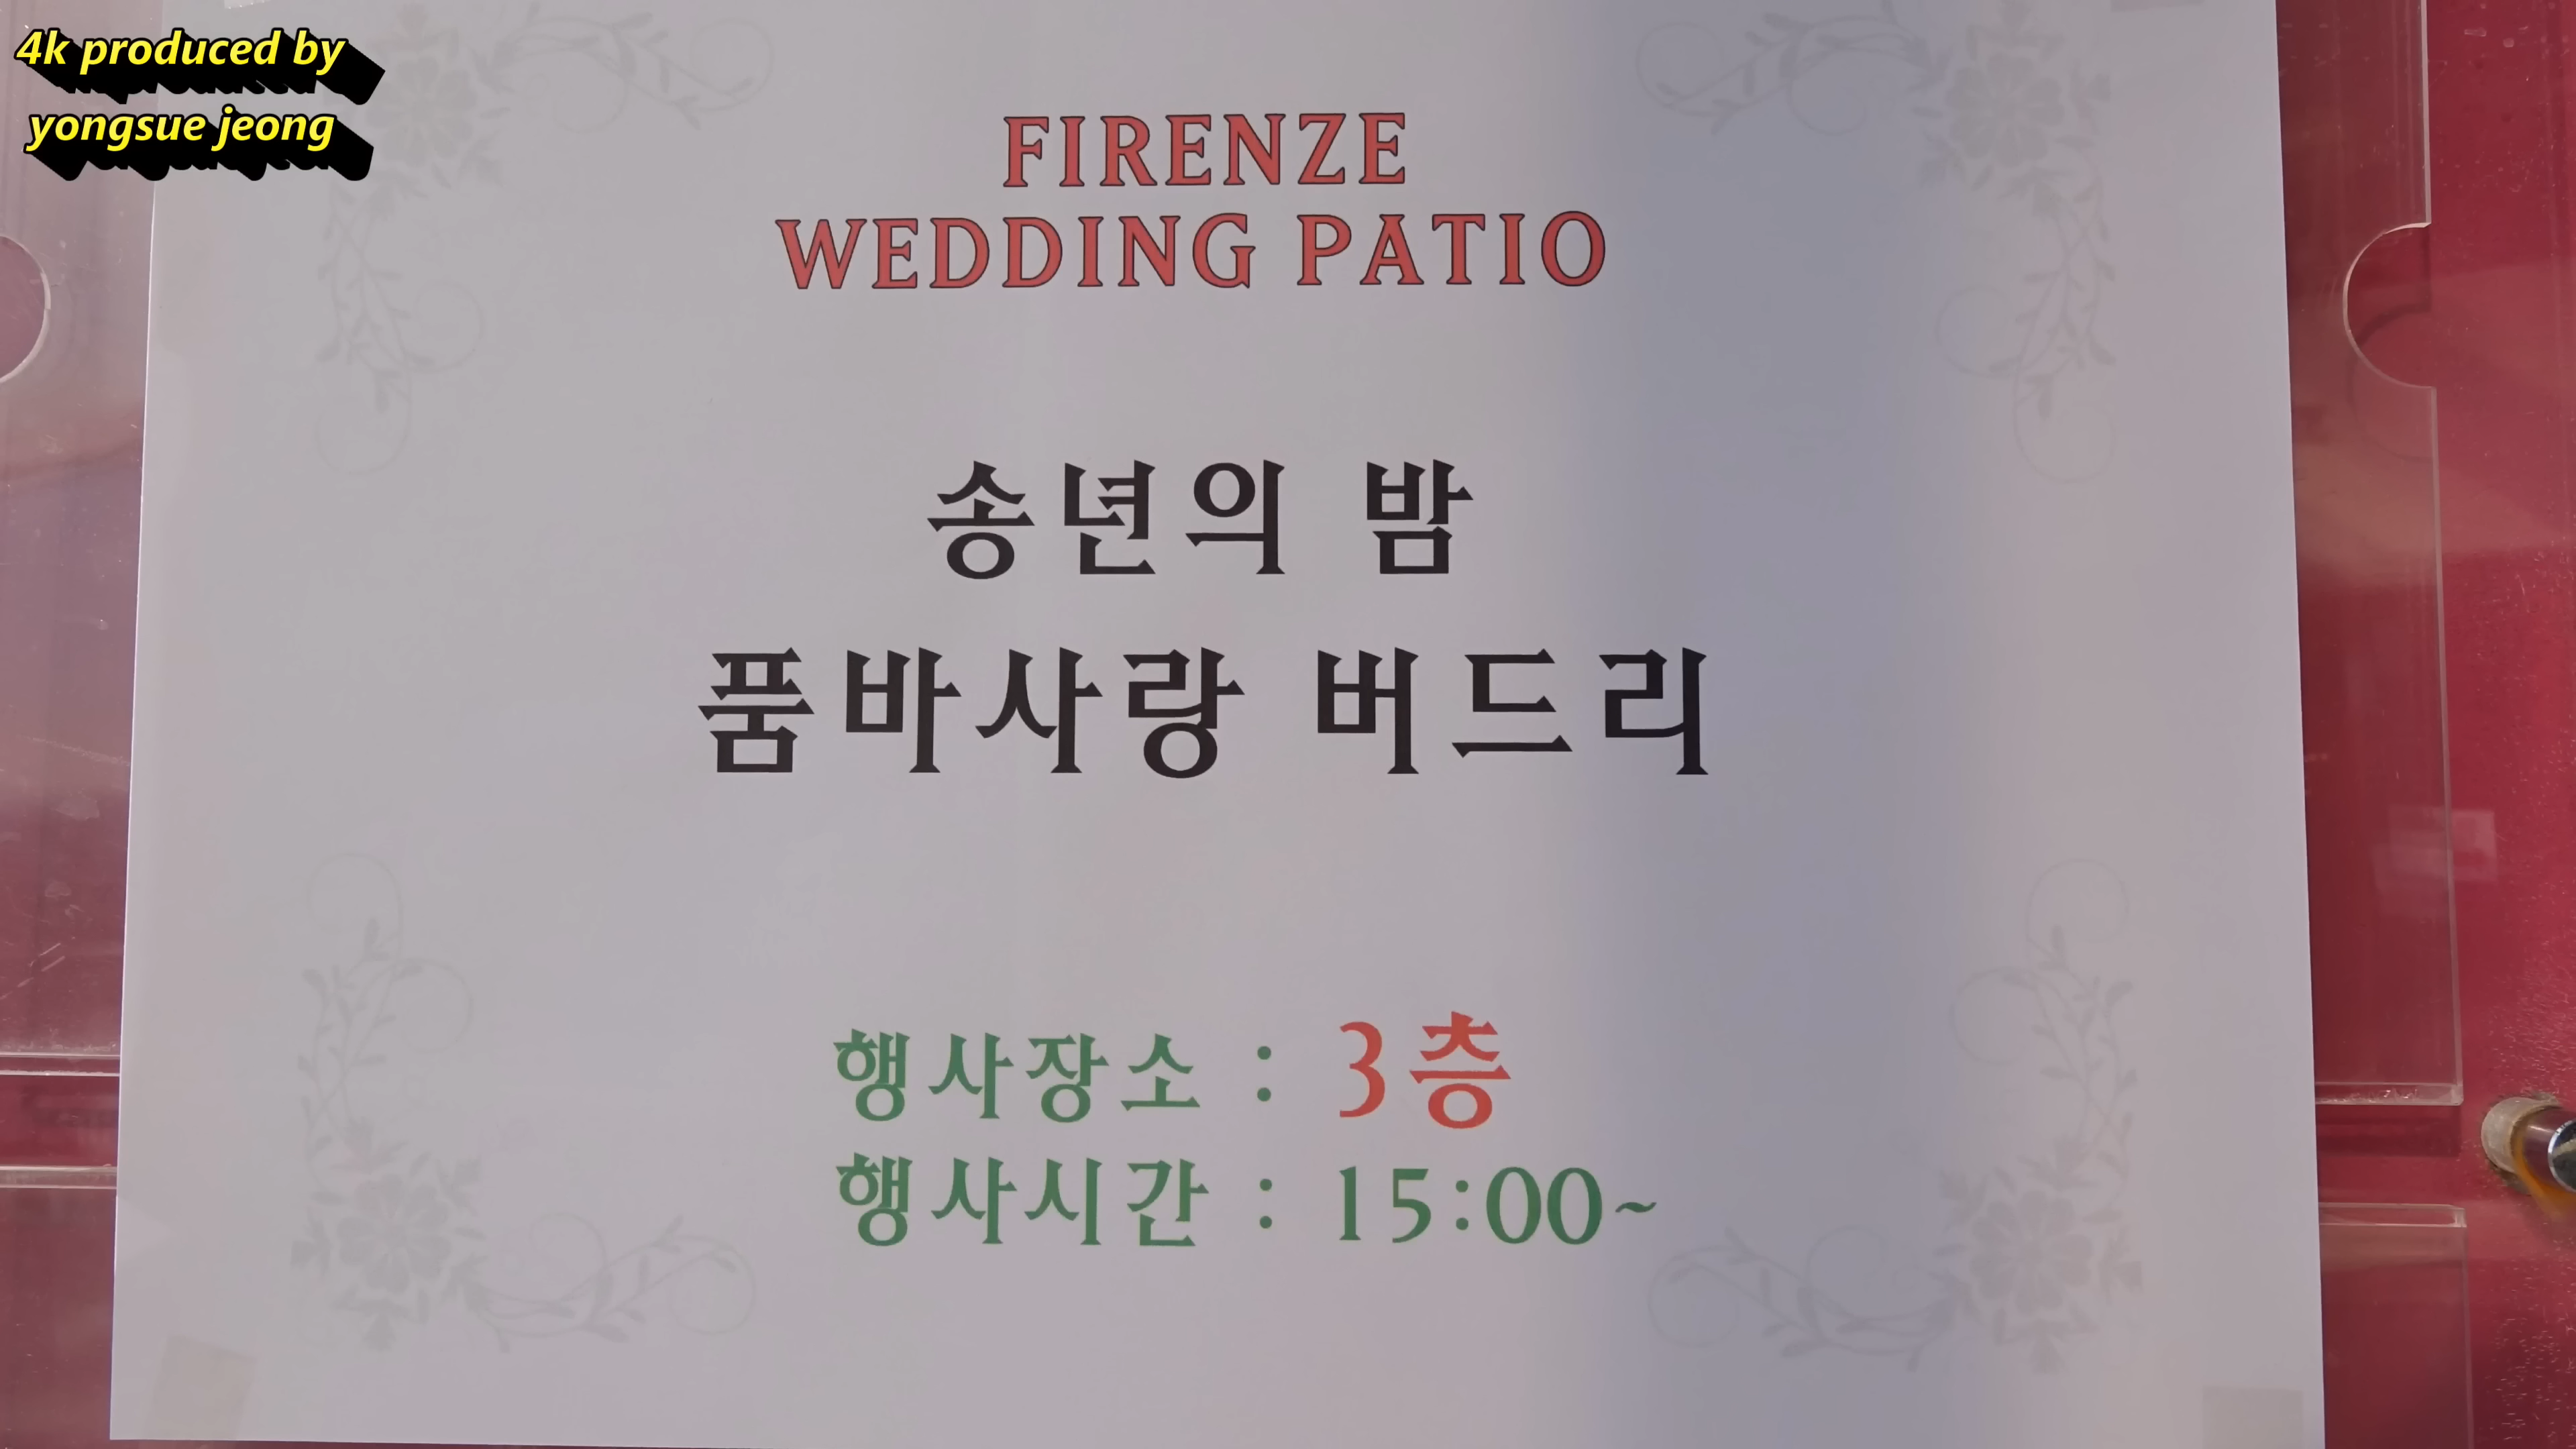 4k produced by
yongsue jeong
FIRENZE
WEDDING PATIO
송년의 밤
품바사랑 버드리
행사장소 : 3층
행사시간 : 15:00~